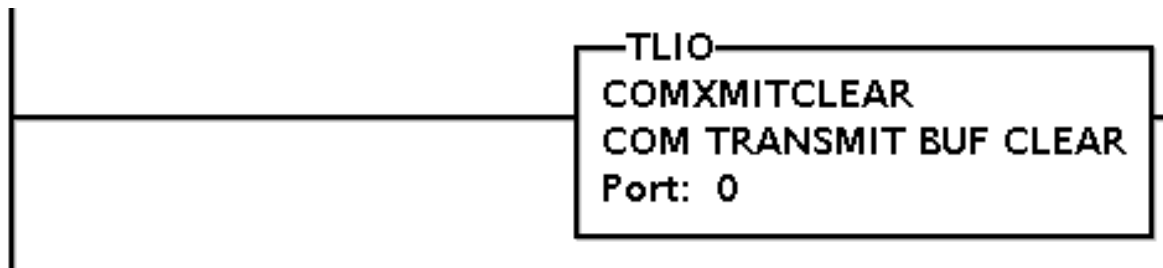 TLIO
COMXMITCLEAR
COM TRANSMIT BUF CLEAR
Port: 0